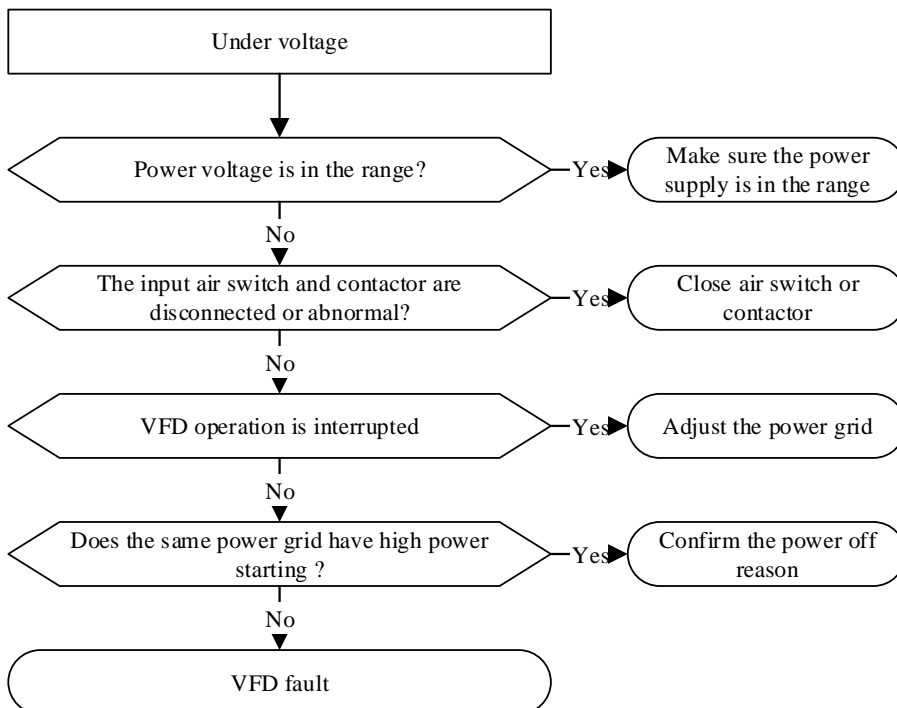 Under voltage
Power voltage is in the range?
Yes
Make sure the power
supply is in the range
No
The input air switch and contactor are
disconnected or abnormal?
Yes
Close air switch or
contactor
No
VFD operation is interrupted
Yes
Adjust the power grid
No
Does the same power grid have high power
starting ?
Yes
Confirm the power off
reason
No
VFD fault